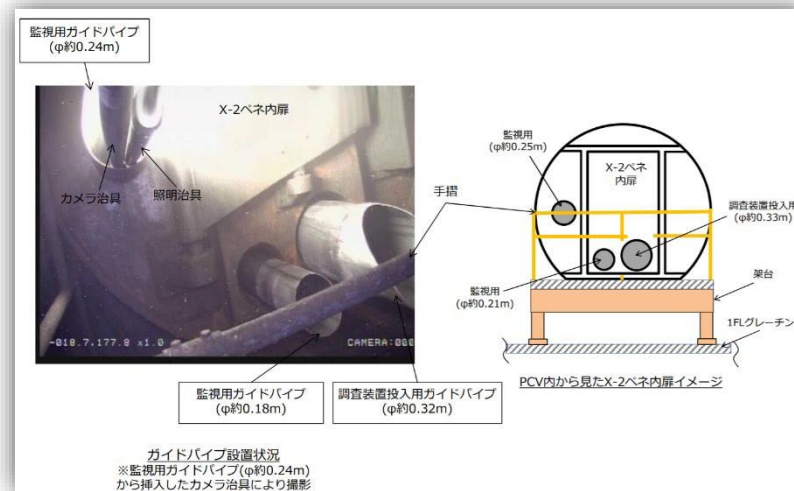 監視用ガイドパイプ
(φ約0.24m)
X-2ペネ内扉
カメラ治具
照明治具
手摺
-018.7,177.8 x1.0
CAMERA:000
監視用ガイドパイプ
(φ約0.18m)
調査装置投入用ガイドパイプ
(φ約0.32m)
ガイドパイプ設置状況
※監視用ガイドパイプ(φ約0.24m)
から挿入したカメラ治具により撮影
監視用
(φ約0.25m)
X-2ペネ
内扉
調査装置投入用
(φ約0.33m)
監視用
(φ約0.21m)
架台
1FLグレーチン
PCV内から見たX-2ペネ内扉イメージ